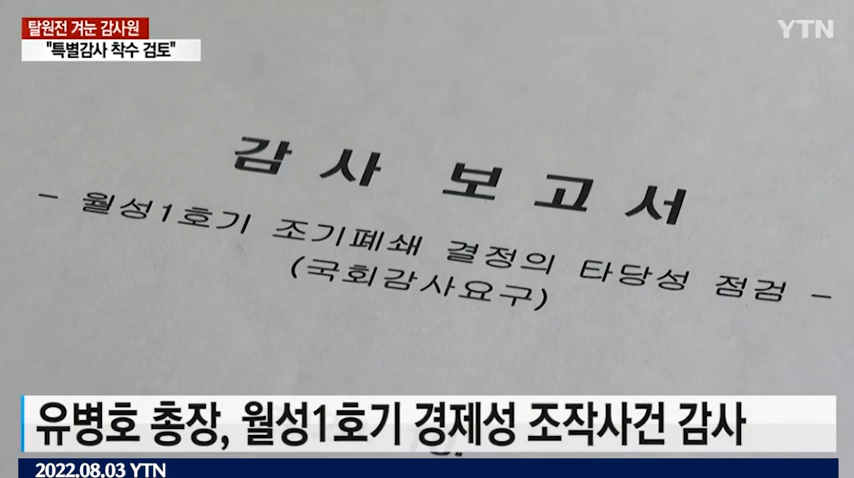 탈원전 겨눈 감사원
"특별감사 착수 검토"
YTN
감 사 보 고 서
- 월성1호기 조기폐쇄 결정의 타당성 점검 -
(국회감사요구)
유병호 총장, 월성1호기 경제성 조작사건 감사
2022.08.03 YTN